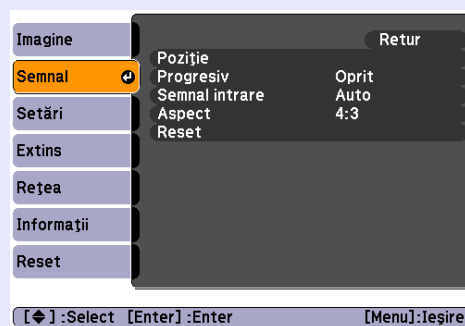 Imagine
Semnal
Setări
Extins
Reţea
Informaţii
Reset
Retur
Poziţie
Progresiv Oprit
Semnal intrare Auto
Aspect 4:3
Reset
[◆] :Select [Enter] :Enter [Menu]:Ieşire